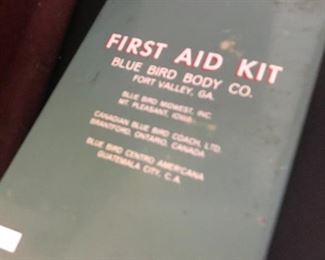 FIRST AID KIT
BLUE BIRD BODY CO.
FORT VALLEY, GA.
BLUE BIRD MIDWEST, INC.
MT. PLEASANT, IOWA
CANADIAN BLUE BIRD COACH, LTD.
BRANTFORD, ONTARIO, CANADA
BLUE BIRD CENTRO AMERICANA
GUATEMALA CITY, C.A.